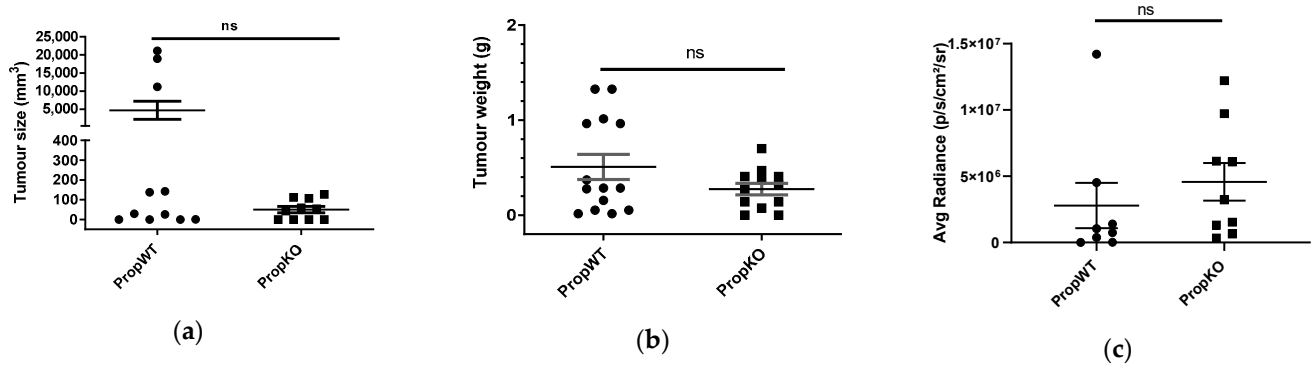 ns
Tumour size (mm³)
25,000
20,000
15,000
10,000
5,000
400
300
200
100
0
PropWT
PropKO
(a)
ns
Tumour weight (g)
2
1
0
PropWT
PropKO
(b)
ns
Avg Radiance (p/s/cm²/sr)
1.5×10⁷
1×10⁷
5×10⁶
0
PropWT
PropKO
(c)